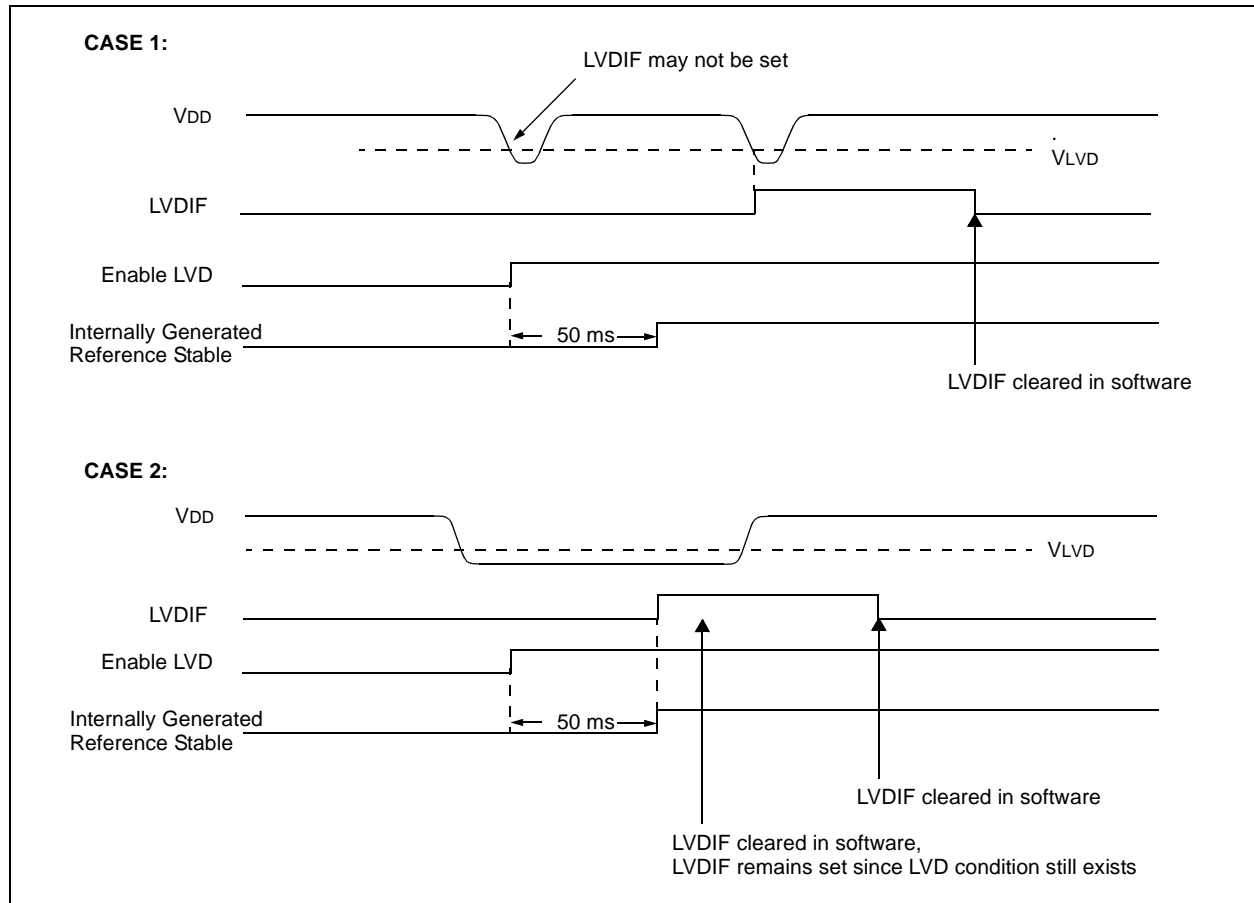 CASE 1:
LVDIF may not be set
VDD
.
VLVD
LVDIF
Enable LVD
50 ms
Internally Generated
Reference Stable
LVDIF cleared in software
CASE 2:
VDD
VLVD
LVDIF
Enable LVD
50 ms
Internally Generated
Reference Stable
LVDIF cleared in software
LVDIF cleared in software,
LVDIF remains set since LVD condition still exists